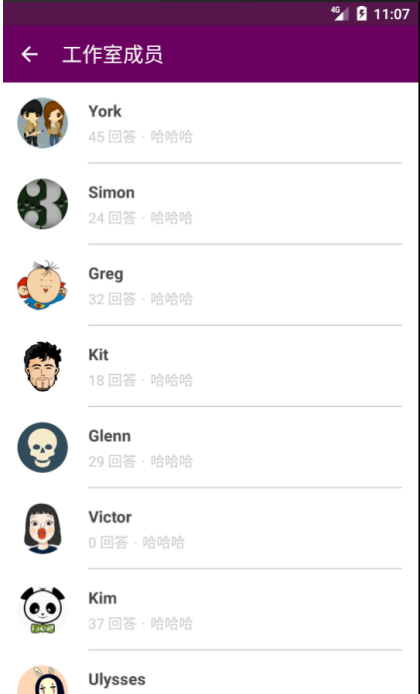 4G 11:07
工作室成员
York
45 回答 · 哈哈哈
3
Simon
24 回答 · 哈哈哈
Greg
32 回答 · 哈哈哈
Kit
18 回答 · 哈哈哈
Glenn
29 回答 · 哈哈哈
Victor
0 回答 · 哈哈哈
Kim
37 回答 · 哈哈哈
Ulysses